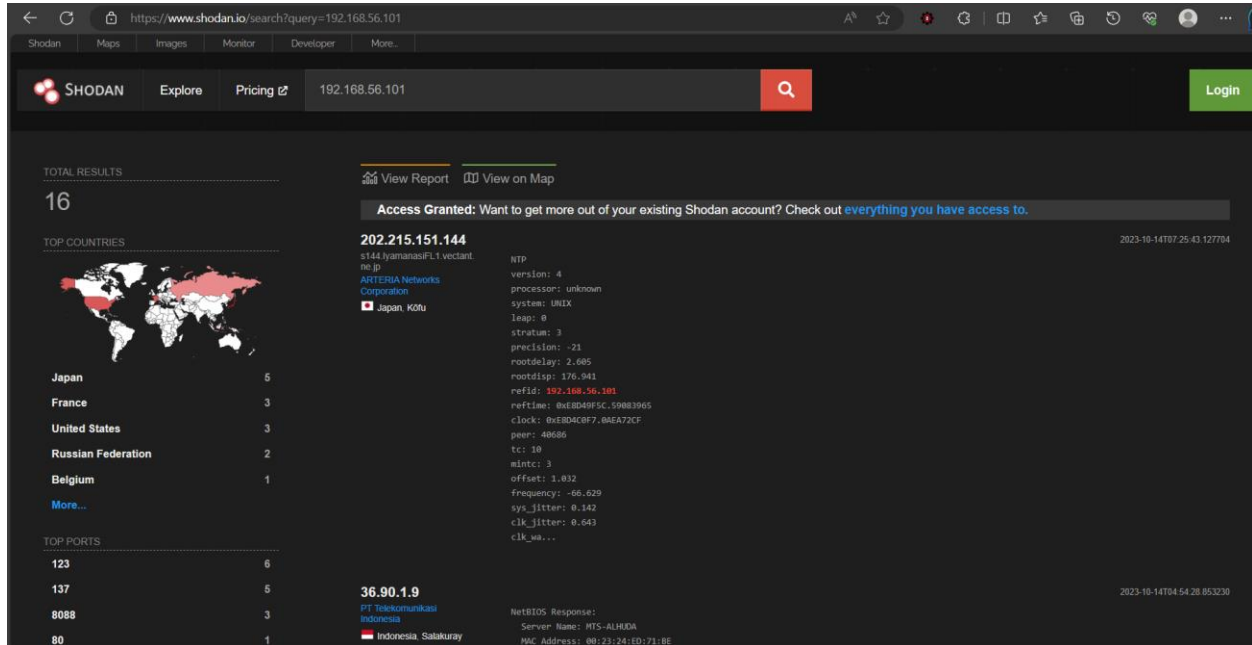 https://www.shodan.io/search?query=192.168.56.101
Shodan Maps Images Monitor Developer More..
SHODAN Explore Pricing 192.168.56.101 Login
TOTAL RESULTS
16
TOP COUNTRIES
Japan 5
France 3
United States 3
Russian Federation 2
Belgium 1
More...
TOP PORTS
123 6
137 5
8088 3
80 1
View Report View on Map
Access Granted: Want to get more out of your existing Shodan account? Check out everything you have access to.
202.215.151.144
2023-10-14T07:25:43.127704
s144.IyamanasiFL1.vectant.
ne.jp
ARTERIA Networks
Corporation
Japan, Kōfu
NTP
version: 4
processor: unknown
system: UNIX
leap: 0
stratum: 3
precision: -21
rootdelay: 2.605
rootdisp: 176.941
refid: 192.168.56.101
reftime: 0xE8D49F5C.59083965
clock: 0xE8D4C0F7.0AEA72CF
peer: 40686
tc: 10
mintc: 3
offset: 1.032
frequency: -66.629
sys_jitter: 0.142
clk_jitter: 0.643
clk_wa...
36.90.1.9
2023-10-14T04:54:28.853230
PT Telekomunikasi
Indonesia
Indonesia, Salakuray
NetBIOS Response:
Server Name: MTS-ALHUDA
MAC Address: 00:23:24:ED:71:BE